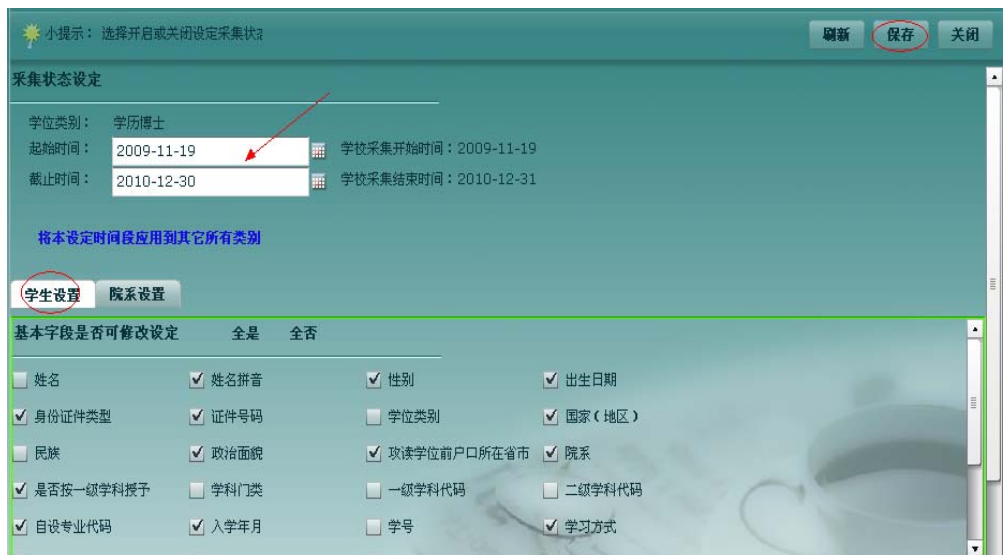 小提示： 选择开启或关闭设定采集状态
刷新 保存 关闭
采集状态设定
学位类别： 学历博士
起始时间： 2009-11-19 学校采集开始时间：2009-11-19
截止时间： 2010-12-30 学校采集结束时间：2010-12-31
将本设定时间段应用到其它所有类别
学生设置 院系设置
基本字段是否可修改设定 全是 全否
姓名 姓名拼音 性别 出生日期
身份证件类型 证件号码 学位类别 国家（地区）
民族 政治面貌 攻读学位前户口所在省市 院系
是否按一级学科授予 学科门类 一级学科代码 二级学科代码
自设专业代码 入学年月 学号 学习方式